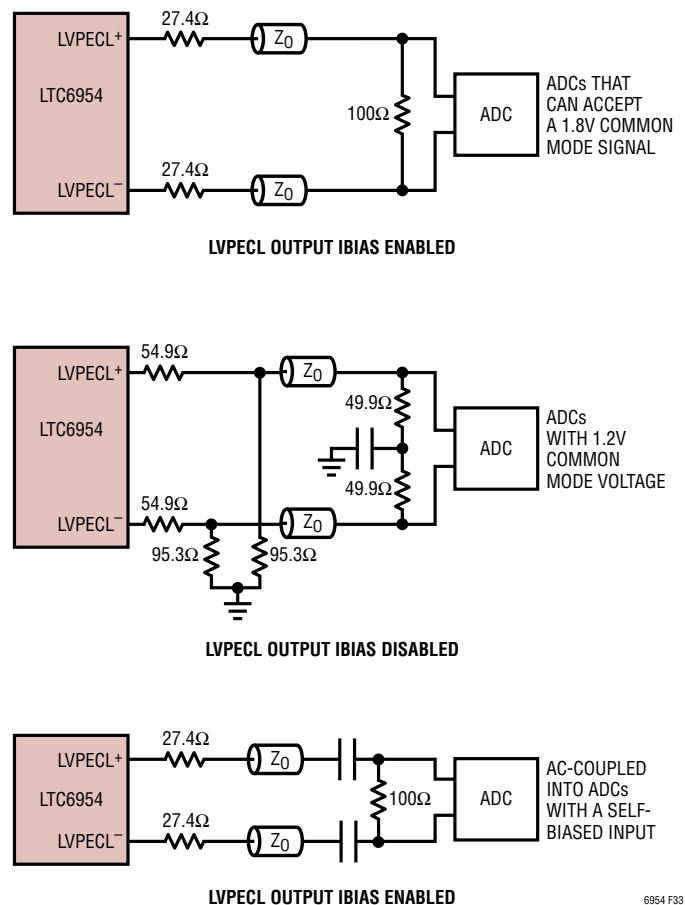 27.4Ω
LVPECL+
Z0
LTC6954
100Ω
ADC
ADCs THAT
CAN ACCEPT
A 1.8V COMMON
MODE SIGNAL
27.4Ω
LVPECL–
Z0
LVPECL OUTPUT IBIAS ENABLED
54.9Ω
LVPECL+
Z0
49.9Ω
LTC6954
ADC
ADCs
WITH 1.2V
COMMON
MODE VOLTAGE
49.9Ω
54.9Ω
LVPECL–
Z0
95.3Ω
95.3Ω
LVPECL OUTPUT IBIAS DISABLED
27.4Ω
LVPECL+
Z0
LTC6954
100Ω
ADC
AC-COUPLED
INTO ADCs
WITH A SELF-
BIASED INPUT
27.4Ω
LVPECL–
Z0
LVPECL OUTPUT IBIAS ENABLED
6954 F33